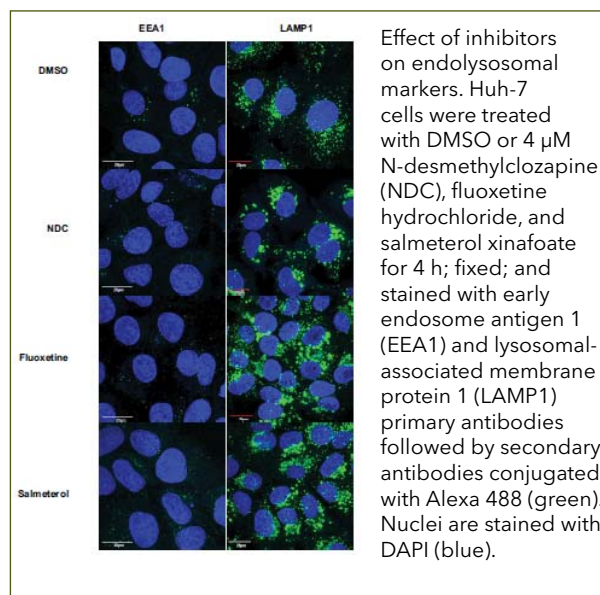 EEA1 LAMP1
DMSO
NDC
Fluoxetine
Salmeterol
Effect of inhibitors
on endolysosomal
markers. Huh-7
cells were treated
with DMSO or 4 µM
N-desmethylclozapine
(NDC), fluoxetine
hydrochloride, and
salmeterol xinafoate
for 4 h; fixed; and
stained with early
endosome antigen 1
(EEA1) and lysosomal-
associated membrane
protein 1 (LAMP1)
primary antibodies
followed by secondary
antibodies conjugated
with Alexa 488 (green).
Nuclei are stained with
DAPI (blue).